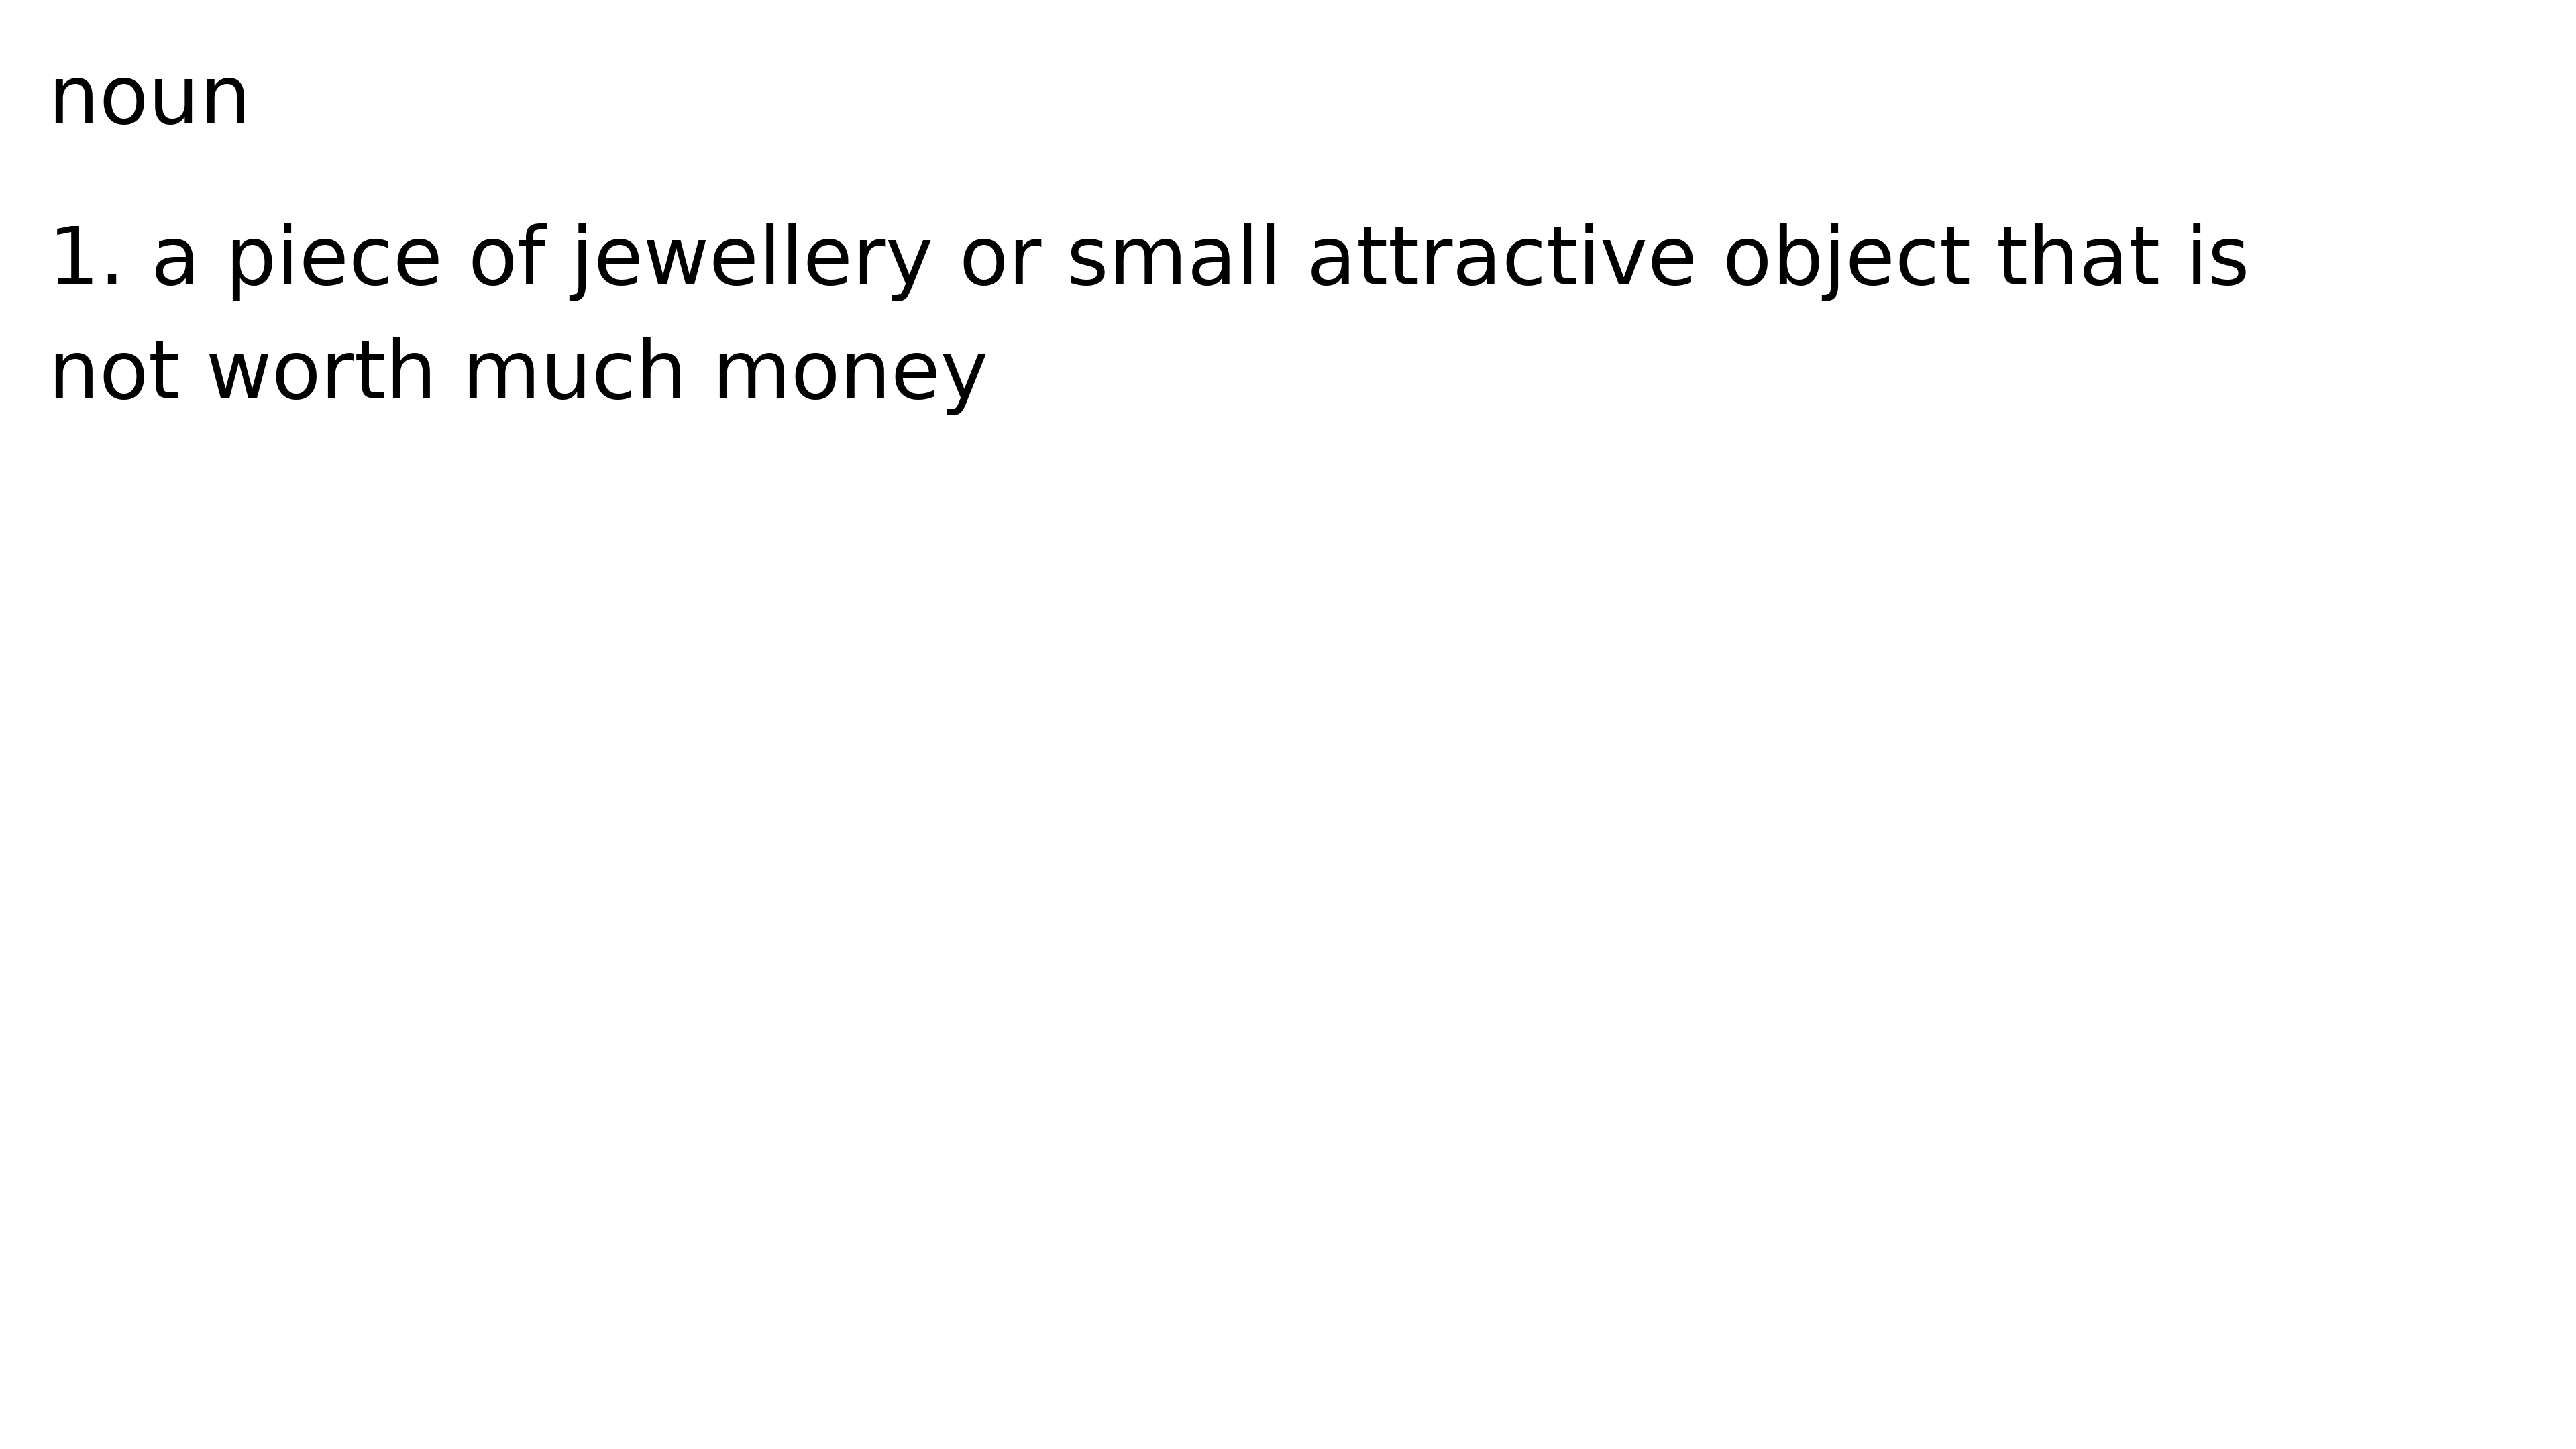 noun
1. a piece of jewellery or small attractive object that is
not worth much money